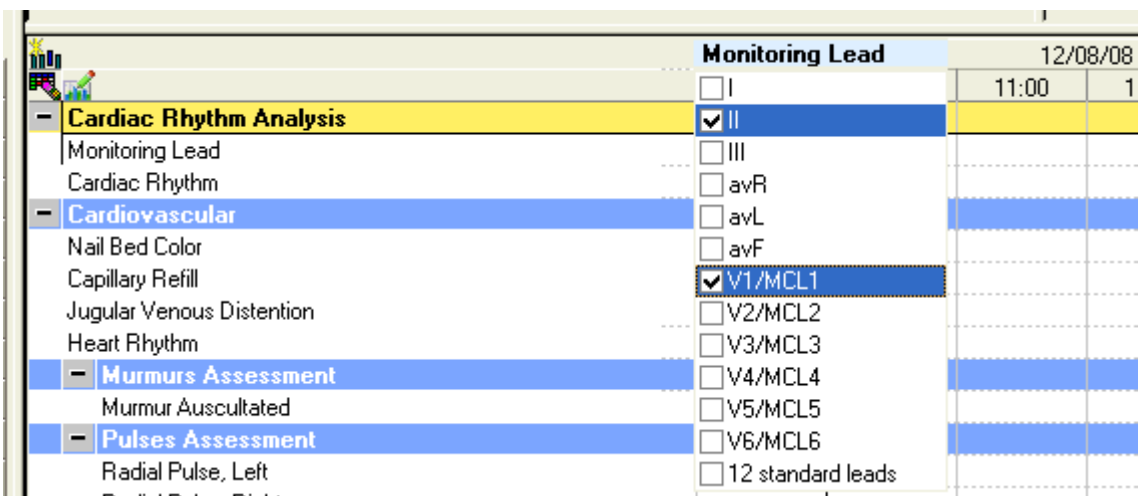 Monitoring Lead 12/08/08
I 11:00 1
Cardiac Rhythm Analysis II
Monitoring Lead III
Cardiac Rhythm avR
Cardiovascular avL
Nail Bed Color avF
Capillary Refill V1/MCL1
Jugular Venous Distention V2/MCL2
Heart Rhythm V3/MCL3
Murmurs Assessment V4/MCL4
Murmur Auscultated V5/MCL5
Pulses Assessment V6/MCL6
Radial Pulse, Left 12 standard leads